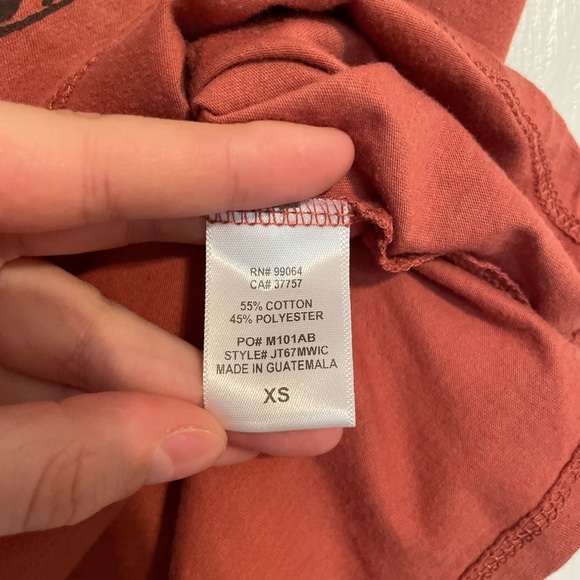 RN# 99064
CA# 37757
55% COTTON
45% POLYESTER
PO# M101AB
STYLE# JT67MWIC
MADE IN GUATEMALA
XS